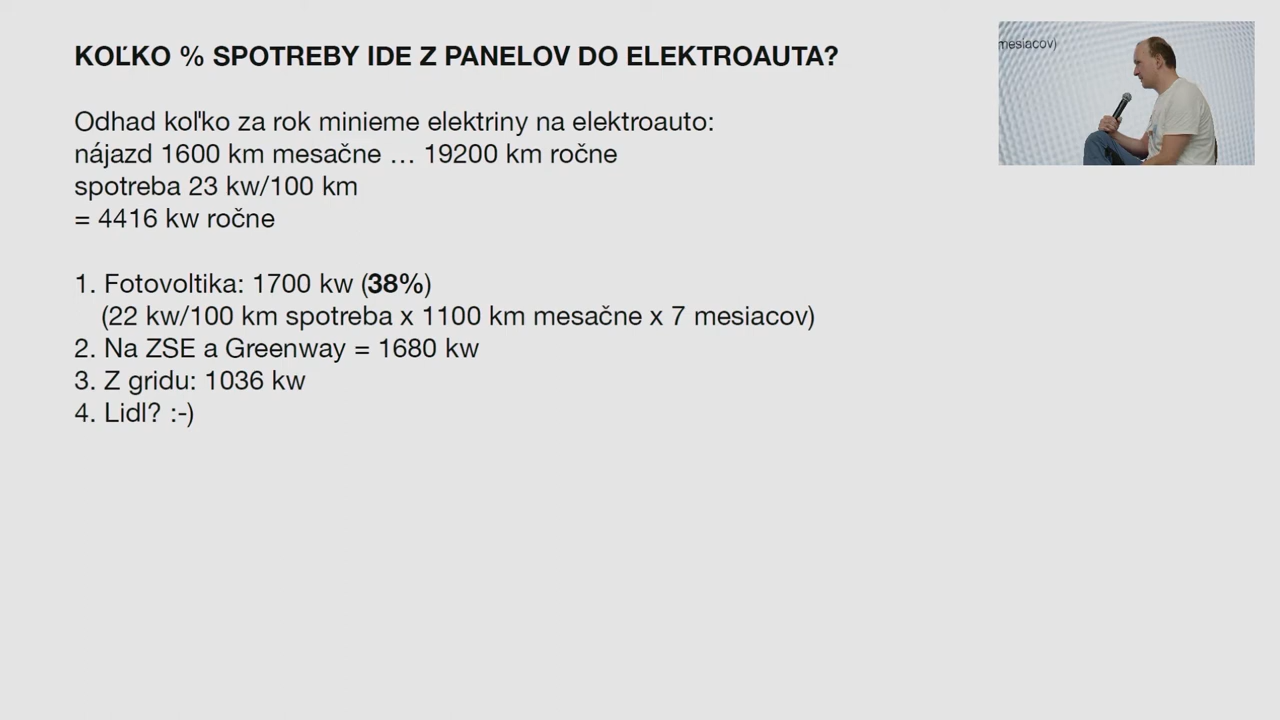 KOĽKO % SPOTREBY IDE Z PANELOV DO ELEKTROAUTA?
mesiacov)
Odhad koľko za rok minieme elektriny na elektroauto:
nájazd 1600 km mesačne … 19200 km ročne
spotreba 23 kw/100 km
= 4416 kw ročne
1. Fotovoltika: 1700 kw (38%)
(22 kw/100 km spotreba x 1100 km mesačne x 7 mesiacov)
2. Na ZSE a Greenway = 1680 kw
3. Z gridu: 1036 kw
4. Lidl? :-)